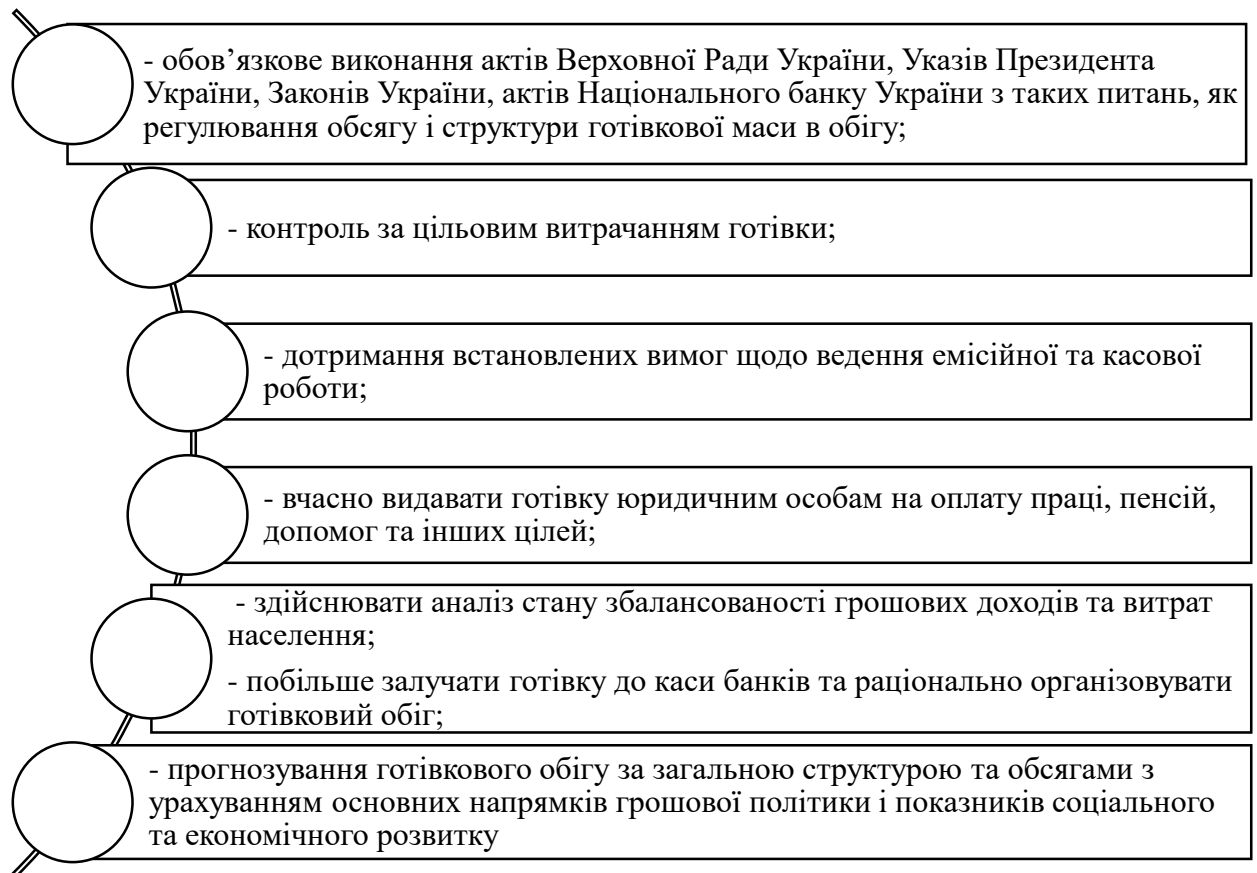 - обов’язкове виконання актів Верховної Ради України, Указів Президента
України, Законів України, актів Національного банку України з таких питань, як
регулювання обсягу і структури готівкової маси в обігу;
- контроль за цільовим витрачанням готівки;
- дотримання встановлених вимог щодо ведення емісійної та касової
роботи;
- вчасно видавати готівку юридичним особам на оплату праці, пенсій,
допомог та інших цілей;
- здійснювати аналіз стану збалансованості грошових доходів та витрат
населення;
- побільше залучати готівку до каси банків та раціонально організовувати
готівковий обіг;
- прогнозування готівкового обігу за загальною структурою та обсягами з
урахуванням основних напрямків грошової політики і показників соціального
та економічного розвитку